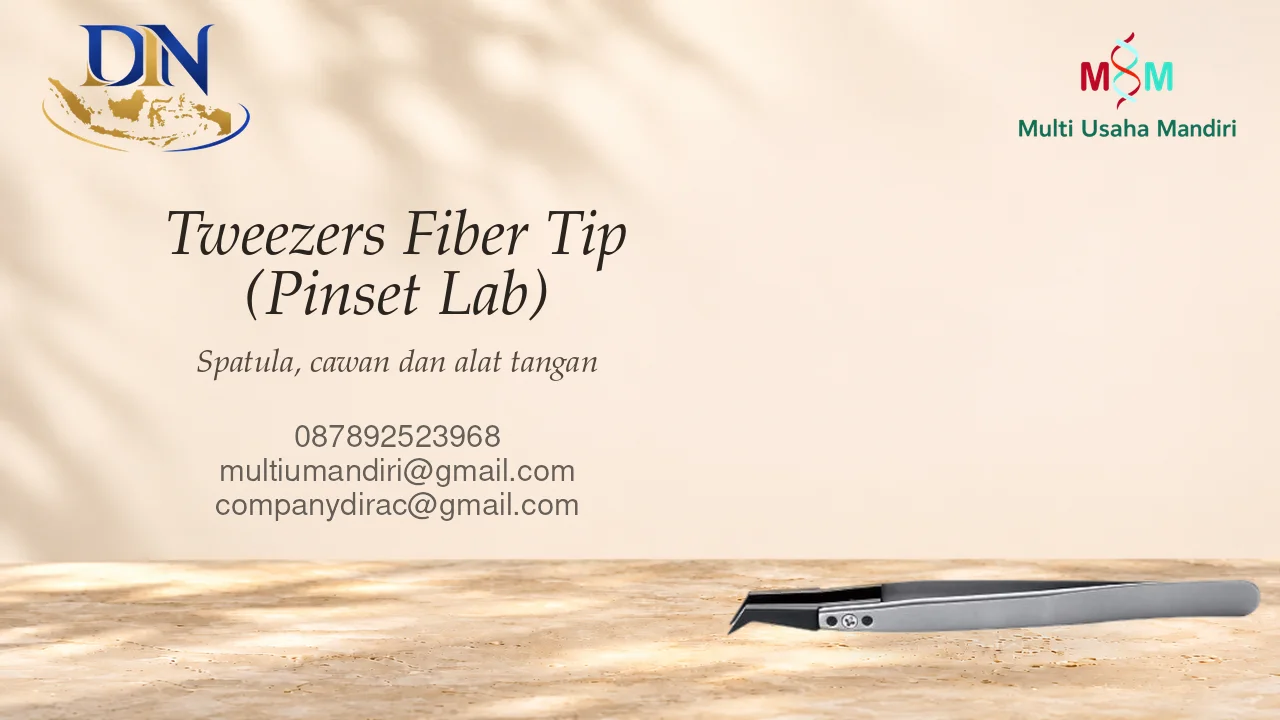 DIN
M M
Multi Usaha Mandiri
Tweezers Fiber Tip
(Pinset Lab)
Spatula, cawan dan alat tangan
087892523968
multiumandiri@gmail.com
companydirac@gmail.com